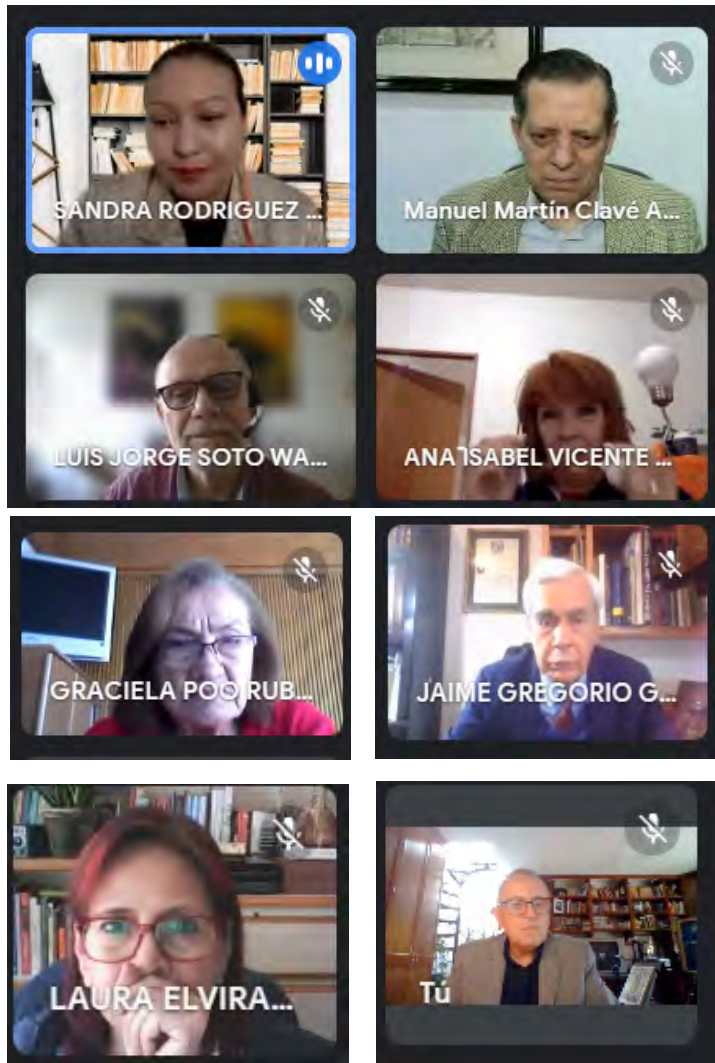 SANDRA RODRIGUEZ ...
Manuel Martín Clavé A...
LUIS JORGE SOTO WA...
ANA ISABEL VICENTE ...
GRACIELA POO RUB...
JAIME GREGORIO G...
LAURA ELVIRA...
Tú